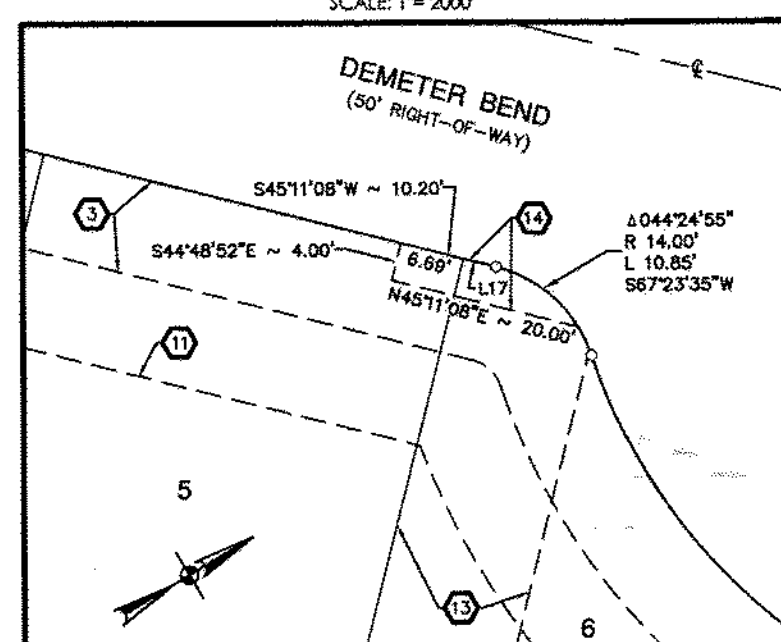 SCALE: 1"= 2000'
DEMETER BEND
(50' RIGHT-OF-WAY)
℄
S45°11'08"W ~ 10.20'
3
14
Δ044°24'55"
R 14.00'
L 10.85'
S67°23'35"W
S44°48'52"E ~ 4.00'
6.69'
L17
N45°11'08"E ~ 20.00'
11
5
13
6